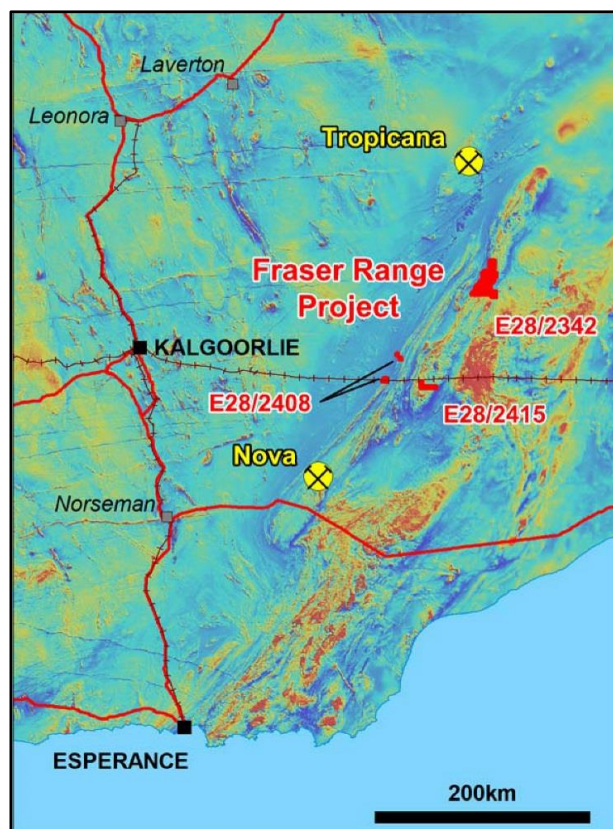 Laverton
Leonora
Tropicana
Fraser Range
Project
E28/2342
KALGOORLIE
E28/2408
E28/2415
Nova
Norseman
ESPERANCE
200km